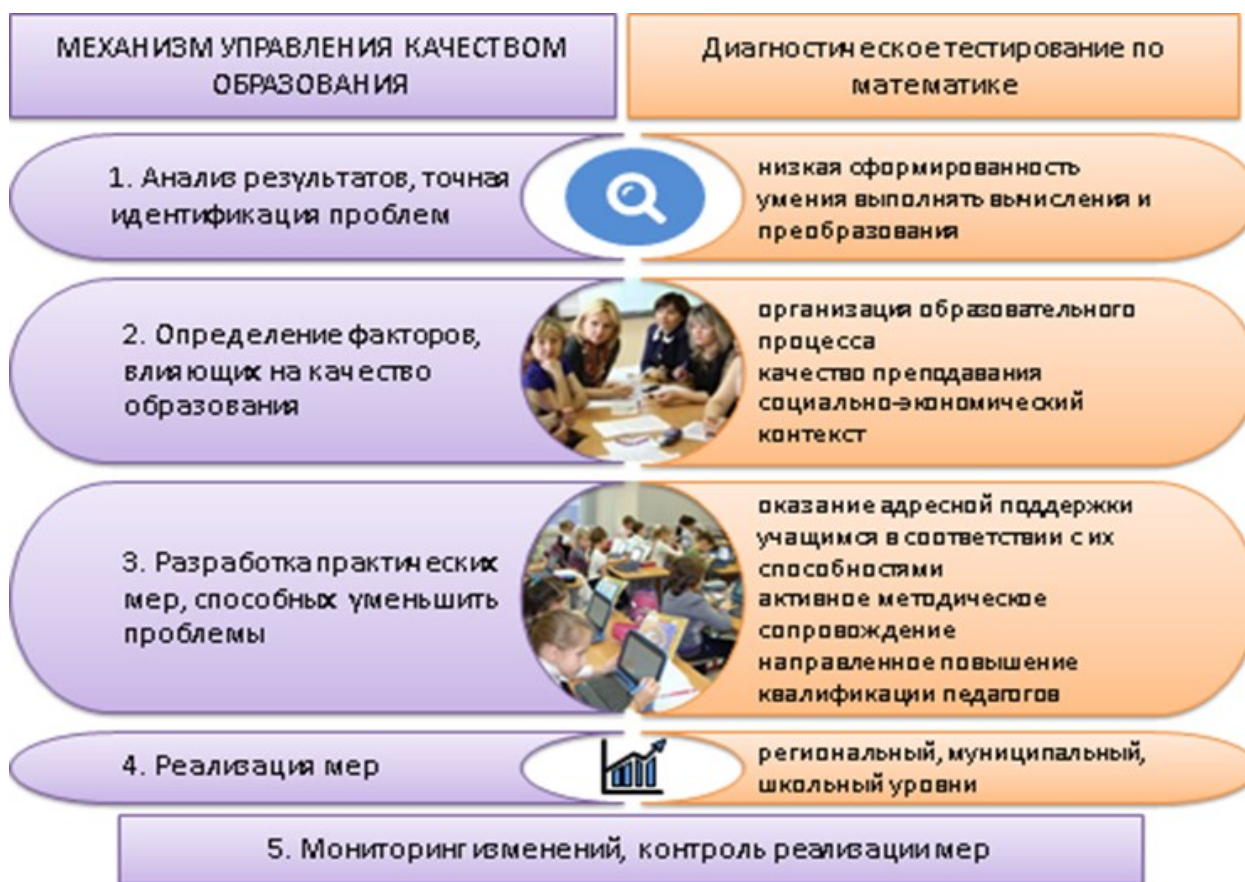 МЕХАНИЗМ УПРАВЛЕНИЯ КАЧЕСТВОМ
ОБРАЗОВАНИЯ
Диагностическое тестирование по
математике
1. Анализ результатов, точная
идентификация проблем
низкая сформированность
умения выполнять вычисления и
преобразования
2. Определение факторов,
влияющих на качество
образования
организация образовательного
процесса
качество преподавания
социально-экономический
контекст
3. Разработка практических
мер, способных уменьшить
проблемы
оказание адресной поддержки
учащимся в соответствии с их
способностями
активное методическое
сопровождение
направленное повышение
квалификации педагогов
4. Реализация мер
региональный, муниципальный,
школьный уровни
5. Мониторинг изменений, контроль реализации мер